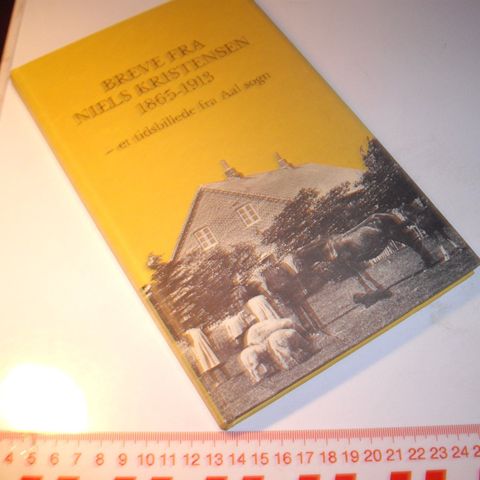 BREVE FRA
NIELS KRISTENSEN
1865-1913
– et tidsbillede fra Aal sogn
4 5 6 7 8 9 10 11 12 13 14 15 16 17 18 19 20 21 22 23 24 2